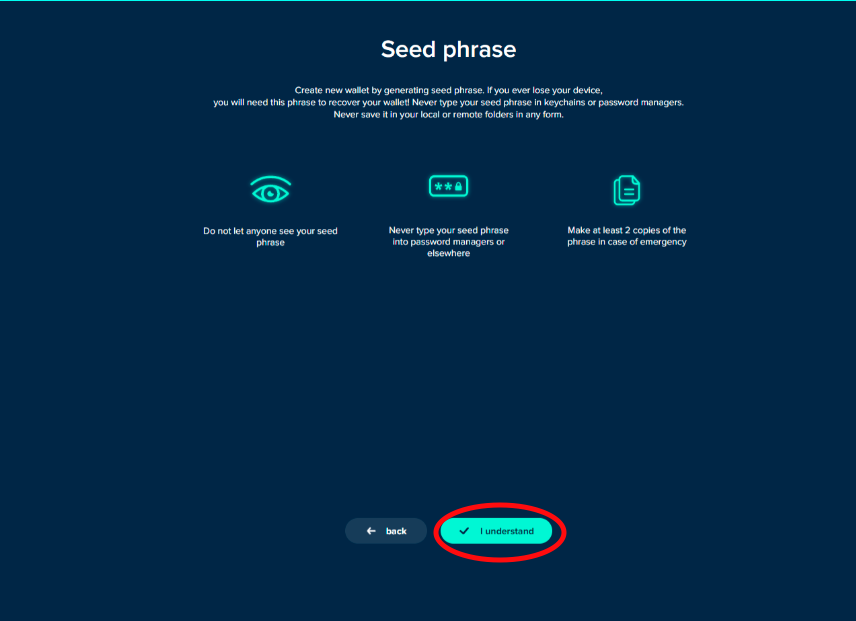 Seed phrase
Create new wallet by generating seed phrase. If you ever lose your device,
you will need this phrase to recover your wallet! Never type your seed phrase in keychains or password managers.
Never save it in your local or remote folders in any form.
Do not let anyone see your seed
phrase
Never type your seed phrase
into password managers or
elsewhere
Make at least 2 copies of the
phrase in case of emergency
back
I understand